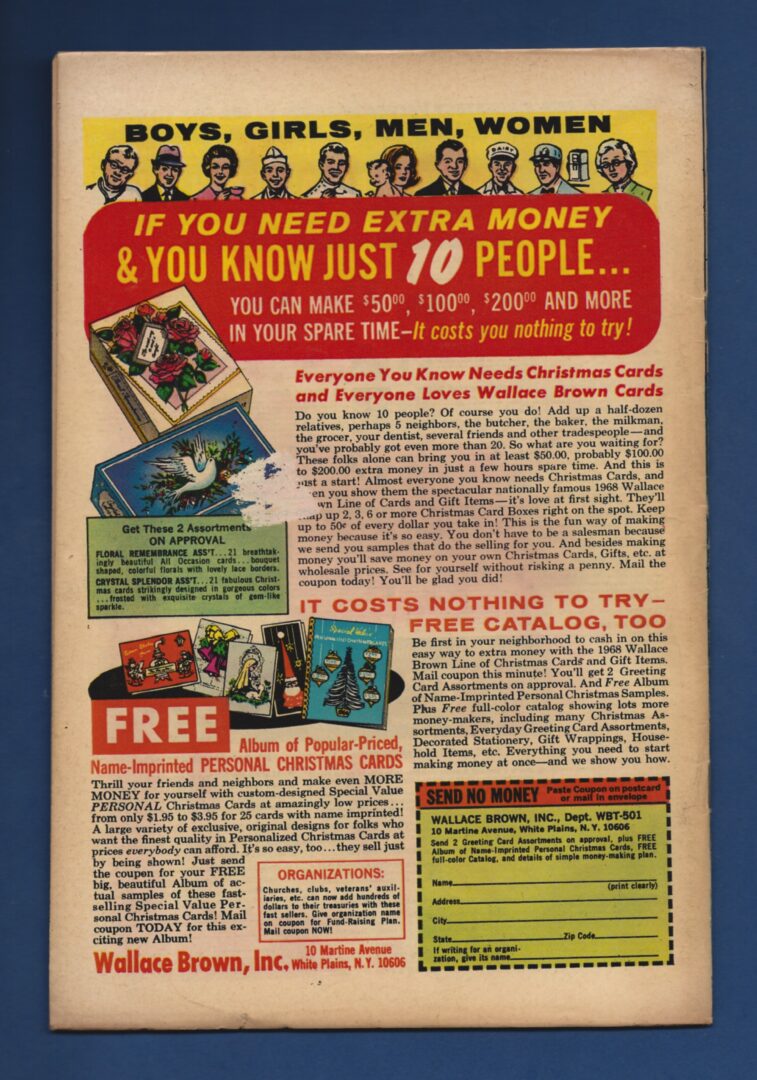 BOYS, GIRLS, MEN, WOMEN
DAIRY
IF YOU NEED EXTRA MONEY
& YOU KNOW JUST 10 PEOPLE...
YOU CAN MAKE $50⁰⁰, $100⁰⁰, $200⁰⁰ AND MORE
IN YOUR SPARE TIME—It costs you nothing to try!
Everyone You Know Needs Christmas Cards
and Everyone Loves Wallace Brown Cards
Do you know 10 people? Of course you do! Add up a half-dozen
relatives, perhaps 5 neighbors, the butcher, the baker, the milkman,
the grocer, your dentist, several friends and other tradespeople—and
you've probably got even more than 20. So what are you waiting for?
These folks alone can bring you in at least $50.00, probably $100.00
to $200.00 extra money in just a few hours spare time. And this is
just a start! Almost everyone you know needs Christmas Cards, and
en you show them the spectacular nationally famous 1968 Wallace
wn Line of Cards and Gift Items—it's love at first sight. They'll
up 2, 3, 6 or more Christmas Card Boxes right on the spot. Keep
up to 50¢ of every dollar you take in! This is the fun way of making
money because it's so easy. You don't have to be a salesman because
we send you samples that do the selling for you. And besides making
money you'll save money on your own Christmas Cards, Gifts, etc. at
wholesale prices. See for yourself without risking a penny. Mail the
coupon today! You'll be glad you did!
Get These 2 Assortments
ON APPROVAL
FLORAL REMEMBRANCE ASS'T...21 breathtak-
ingly beautiful All Occasion cards...bouquet
shaped, colorful florals with lovely lace borders.
CRYSTAL SPLENDOR ASS'T...21 fabulous Christ-
mas cards strikingly designed in gorgeous colors
...frosted with exquisite crystals of gem-like
sparkle.
IT COSTS NOTHING TO TRY—
FREE CATALOG, TOO
Be first in your neighborhood to cash in on this
easy way to extra money with the 1968 Wallace
Brown Line of Christmas Cards and Gift Items.
Mail coupon this minute! You'll get 2 Greeting
Card Assortments on approval. And Free Album
of Name-Imprinted Personal Christmas Samples.
Plus Free full-color catalog showing lots more
money-makers, including many Christmas As-
sortments, Everyday Greeting Card Assortments,
Decorated Stationery, Gift Wrappings, House-
hold Items, etc. Everything you need to start
making money at once—and we show you how.
Special Value
PERSONALIZED CHRISTMAS CARDS
FREE
Album of Popular-Priced,
Name-Imprinted PERSONAL CHRISTMAS CARDS
Thrill your friends and neighbors and make even MORE
MONEY for yourself with custom-designed Special Value
PERSONAL Christmas Cards at amazingly low prices...
from only $1.95 to $3.95 for 25 cards with name imprinted!
A large variety of exclusive, original designs for folks who
want the finest quality in Personalized Christmas Cards at
prices everybody can afford. It's so easy, too...they sell just
by being shown! Just send
the coupon for your FREE
big, beautiful Album of ac-
tual samples of these fast-
selling Special Value Per-
sonal Christmas Cards! Mail
coupon TODAY for this ex-
citing new Album!
ORGANIZATIONS:
Churches, clubs, veterans' auxil-
iaries, etc. can now add hundreds of
dollars to their treasuries with these
fast sellers. Give organization name
on coupon for Fund-Raising Plan.
Mail coupon NOW!
Wallace Brown, Inc. 10 Martine Avenue
White Plains, N.Y. 10606
SEND NO MONEY Paste Coupon on postcard
or mail in envelope
WALLACE BROWN, INC., Dept. WBT-501
10 Martine Avenue, White Plains, N.Y. 10606
Send 2 Greeting Card Assortments on approval, plus FREE
Album of Name-Imprinted Personal Christmas Cards, FREE
full-color Catalog, and details of simple money-making plan.
Name
(print clearly)
Address
City
State Zip Code
If writing for an organi-
zation, give its name